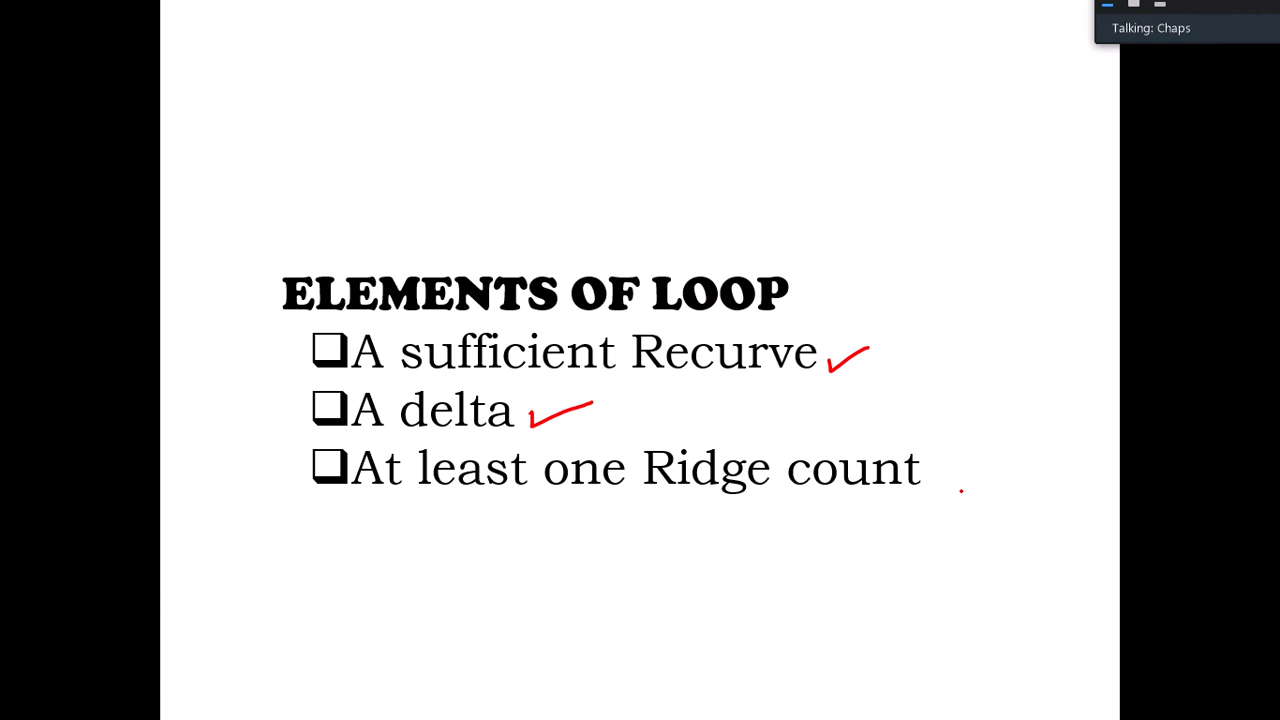 Talking: Chaps
ELEMENTS OF LOOP
❑A sufficient Recurve
❑A delta
❑At least one Ridge count